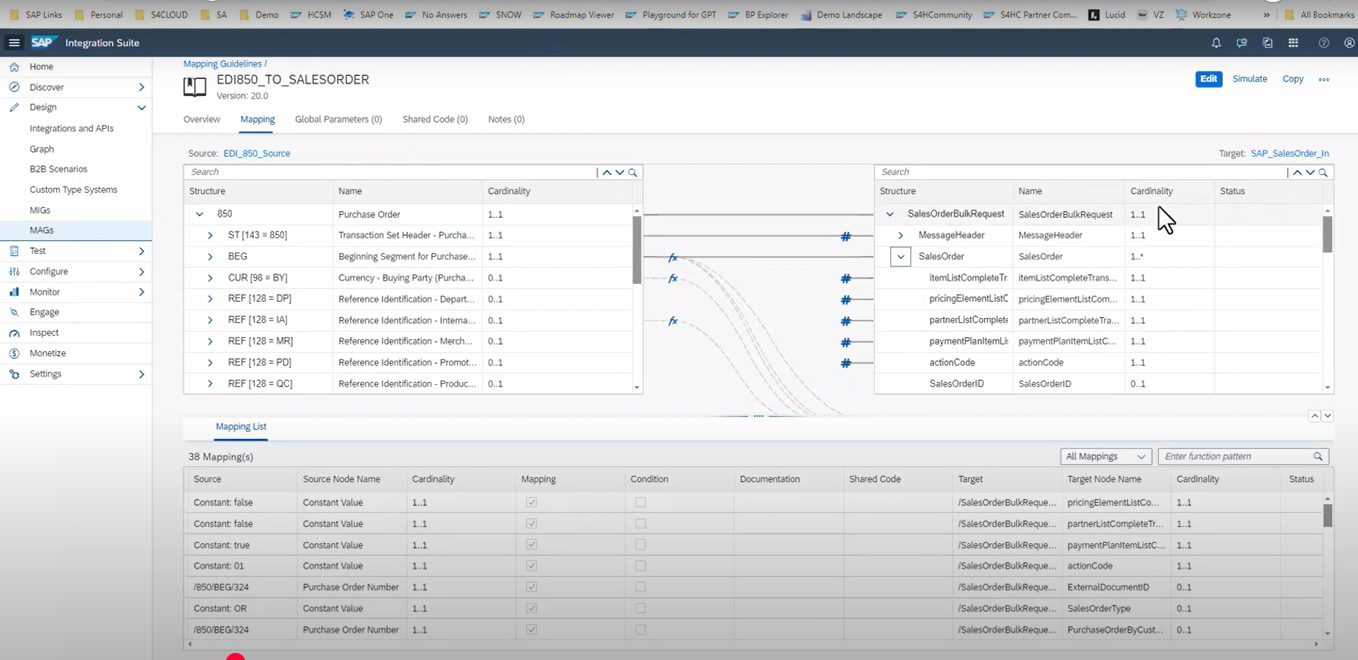 SAP Links Personal S4CLOUD SA Demo HCSM SAP One No Answers SNOW Roadmap Viewer Playground for GPT BP Explorer Demo Landscape S4HCommunity S4HC Partner Com... Lucid VZ Workzone » All Bookmarks
SAP Integration Suite
Home
Discover
Design
Integrations and APIs
Graph
B2B Scenarios
Custom Type Systems
MIGs
MAGs
Test
Configure
Monitor
Engage
Inspect
Monetize
Settings
Mapping Guidelines /
EDI850_TO_SALESORDER
Version: 20.0
Edit Simulate Copy
Overview Mapping Global Parameters (0) Shared Code (0) Notes (0)
Source: EDI_850_Source
Target: SAP_SalesOrder_In
Search
Structure Name Cardinality
850 Purchase Order 1..1
ST [143 = 850] Transaction Set Header - Purcha... 1..1
BEG Beginning Segment for Purchase... 1..1
CUR [98 = BY] Currency - Buying Party (Purcha... 0..1
REF [128 = DP] Reference Identification - Depart... 0..1
REF [128 = IA] Reference Identification - Interna... 0..1
REF [128 = MR] Reference Identification - Merch... 0..1
REF [128 = PD] Reference Identification - Promot... 0..1
REF [128 = QC] Reference Identification - Produc... 0..1
#
fx
fx #
#
fx #
#
#
Search
Structure Name Cardinality Status
SalesOrderBulkRequest SalesOrderBulkRequest 1..1
MessageHeader MessageHeader 1..1
SalesOrder SalesOrder 1..*
itemListComplete itemListCompleteTrans... 1..1
pricingElementListC pricingElementListCom... 1..1
partnerListComplete partnerListCompleteTra... 1..1
paymentPlanItemLi paymentPlanItemListC... 1..1
actionCode actionCode 1..1
SalesOrderID SalesOrderID 0..1
Mapping List
38 Mapping(s)
All Mappings Enter function pattern
Source Source Node Name Cardinality Mapping Condition Documentation Shared Code Target Target Node Name Cardinality Status
Constant: false Constant Value 1..1 /SalesOrderBulkReque... pricingElementListCo... 1..1
Constant: false Constant Value 1..1 /SalesOrderBulkReque... partnerListCompleteTr... 1..1
Constant: true Constant Value 1..1 /SalesOrderBulkReque... paymentPlanItemListC... 1..1
Constant: 01 Constant Value 1..1 /SalesOrderBulkReque... actionCode 1..1
/850/BEG/324 Purchase Order Number 1..1 /SalesOrderBulkReque... ExternalDocumentID 0..1
Constant: OR Constant Value 1..1 /SalesOrderBulkReque... SalesOrderType 0..1
/850/BEG/324 Purchase Order Number 1..1 /SalesOrderBulkReque... PurchaseOrderByCust... 0..1